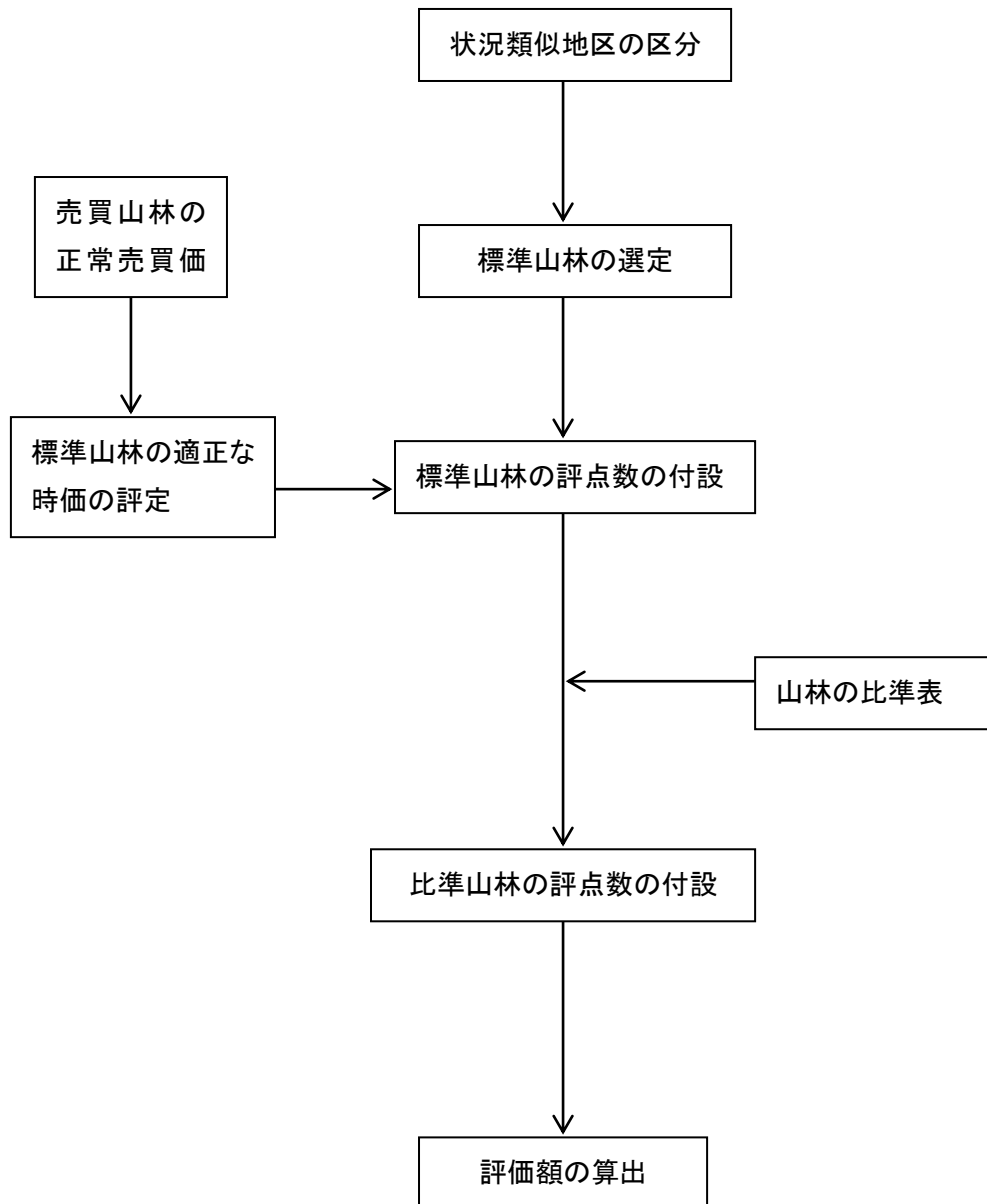 状況類似地区の区分
売買山林の
正常売買価
標準山林の選定
標準山林の適正な
時価の評定
標準山林の評点数の付設
山林の比準表
比準山林の評点数の付設
評価額の算出